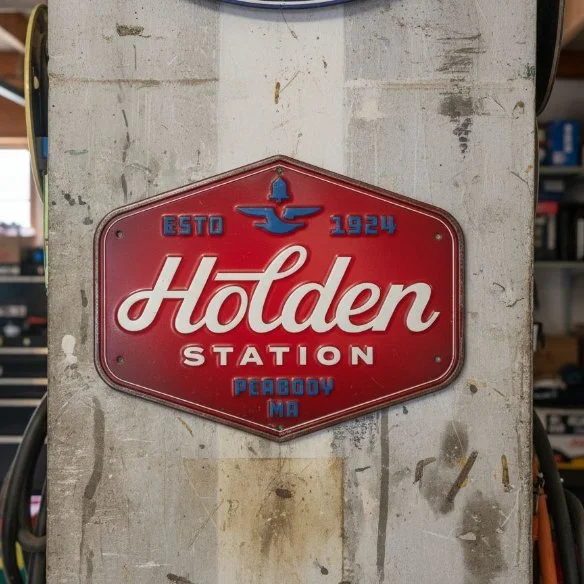 ESTD 1924
Holden
STATION
PEABODY
MA